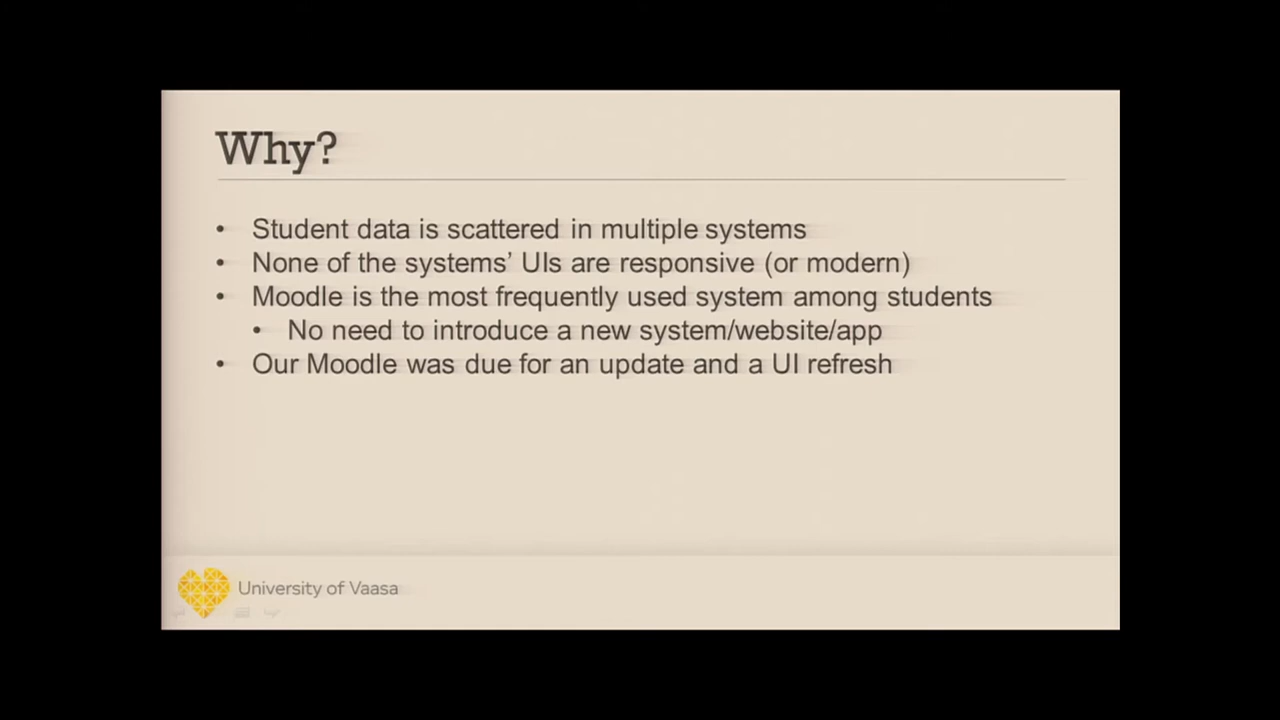 Why?
• Student data is scattered in multiple systems
• None of the systems’ UIs are responsive (or modern)
• Moodle is the most frequently used system among students
• No need to introduce a new system/website/app
• Our Moodle was due for an update and a UI refresh
University of Vaasa